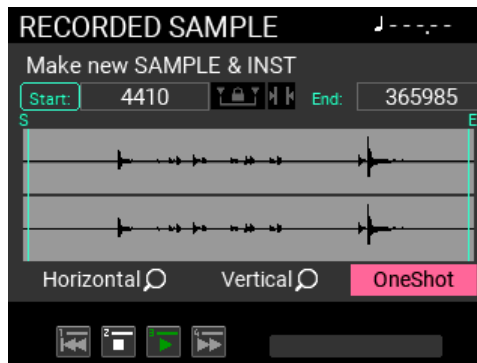 RECORDED SAMPLE ♩---.--
Make new SAMPLE & INST
Start: 4410 End: 365985
S E
Horizontal Vertical OneShot
1 2 3 4